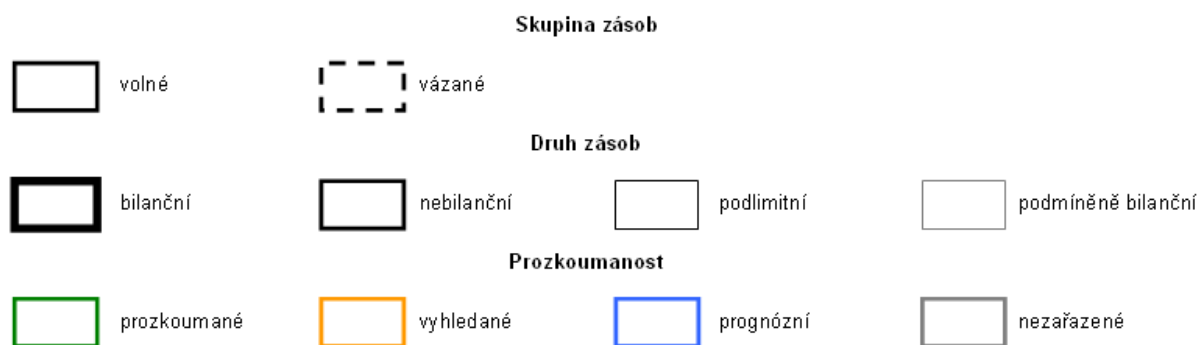 Skupina zásob
volné vázané
Druh zásob
bilanční nebilanční podlimitní podmíněně bilanční
Prozkoumanost
prozkoumané vyhledané prognózní nezařazené